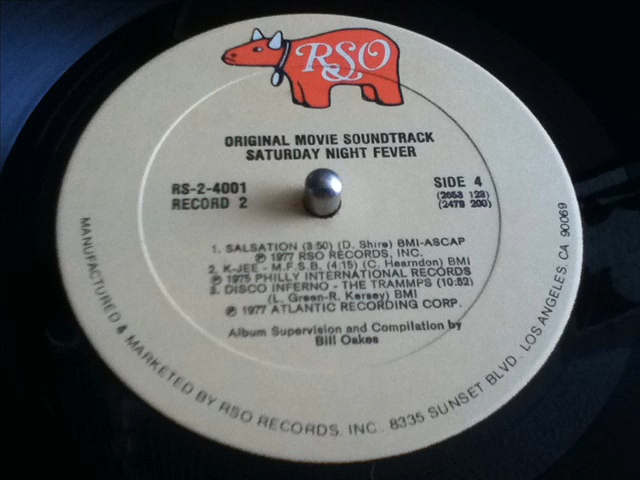 RSO
ORIGINAL MOVIE SOUNDTRACK
SATURDAY NIGHT FEVER
RS-2-4001
RECORD 2
SIDE 4
(2658 123)
(2479 200)
1. SALSATION (3:50) (D. Shire) BMI-ASCAP
℗ 1977 RSO RECORDS, INC.
2. K-JEE - M.F.S.B. (4:15) (C. Hearndon) BMI
℗ 1975 PHILLY INTERNATIONAL RECORDS
3. DISCO INFERNO - THE TRAMMPS (10:52)
(L. Green-R. Kersey) BMI
℗ 1977 ATLANTIC RECORDING CORP.
Album Supervision and Compilation by
Bill Oakes
MANUFACTURED & MARKETED BY RSO RECORDS, INC. 8335 SUNSET BLVD. LOS ANGELES, CA 90069